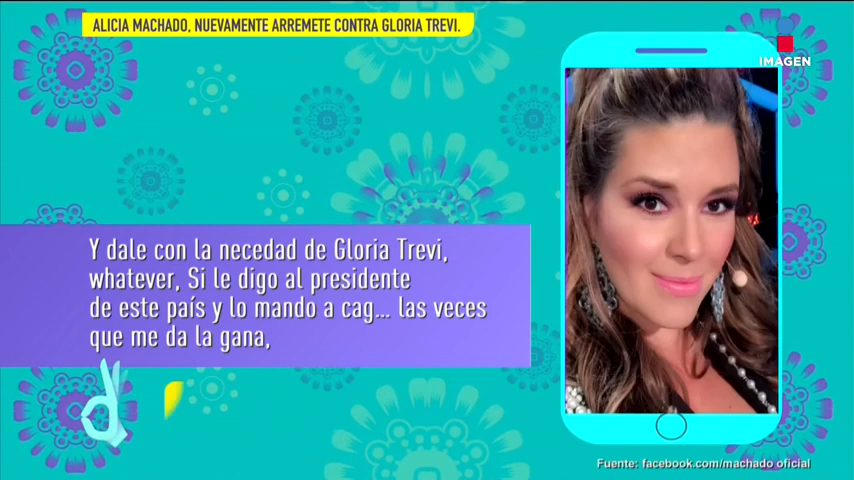 ALICIA MACHADO, NUEVAMENTE ARREMETE CONTRA GLORIA TREVI.
IMAGEN
Y dale con la necedad de Gloria Trevi,
whatever, Si le digo al presidente
de este país y lo mando a cag... las veces
que me da la gana,
d
Fuente: facebook.com/machado oficial